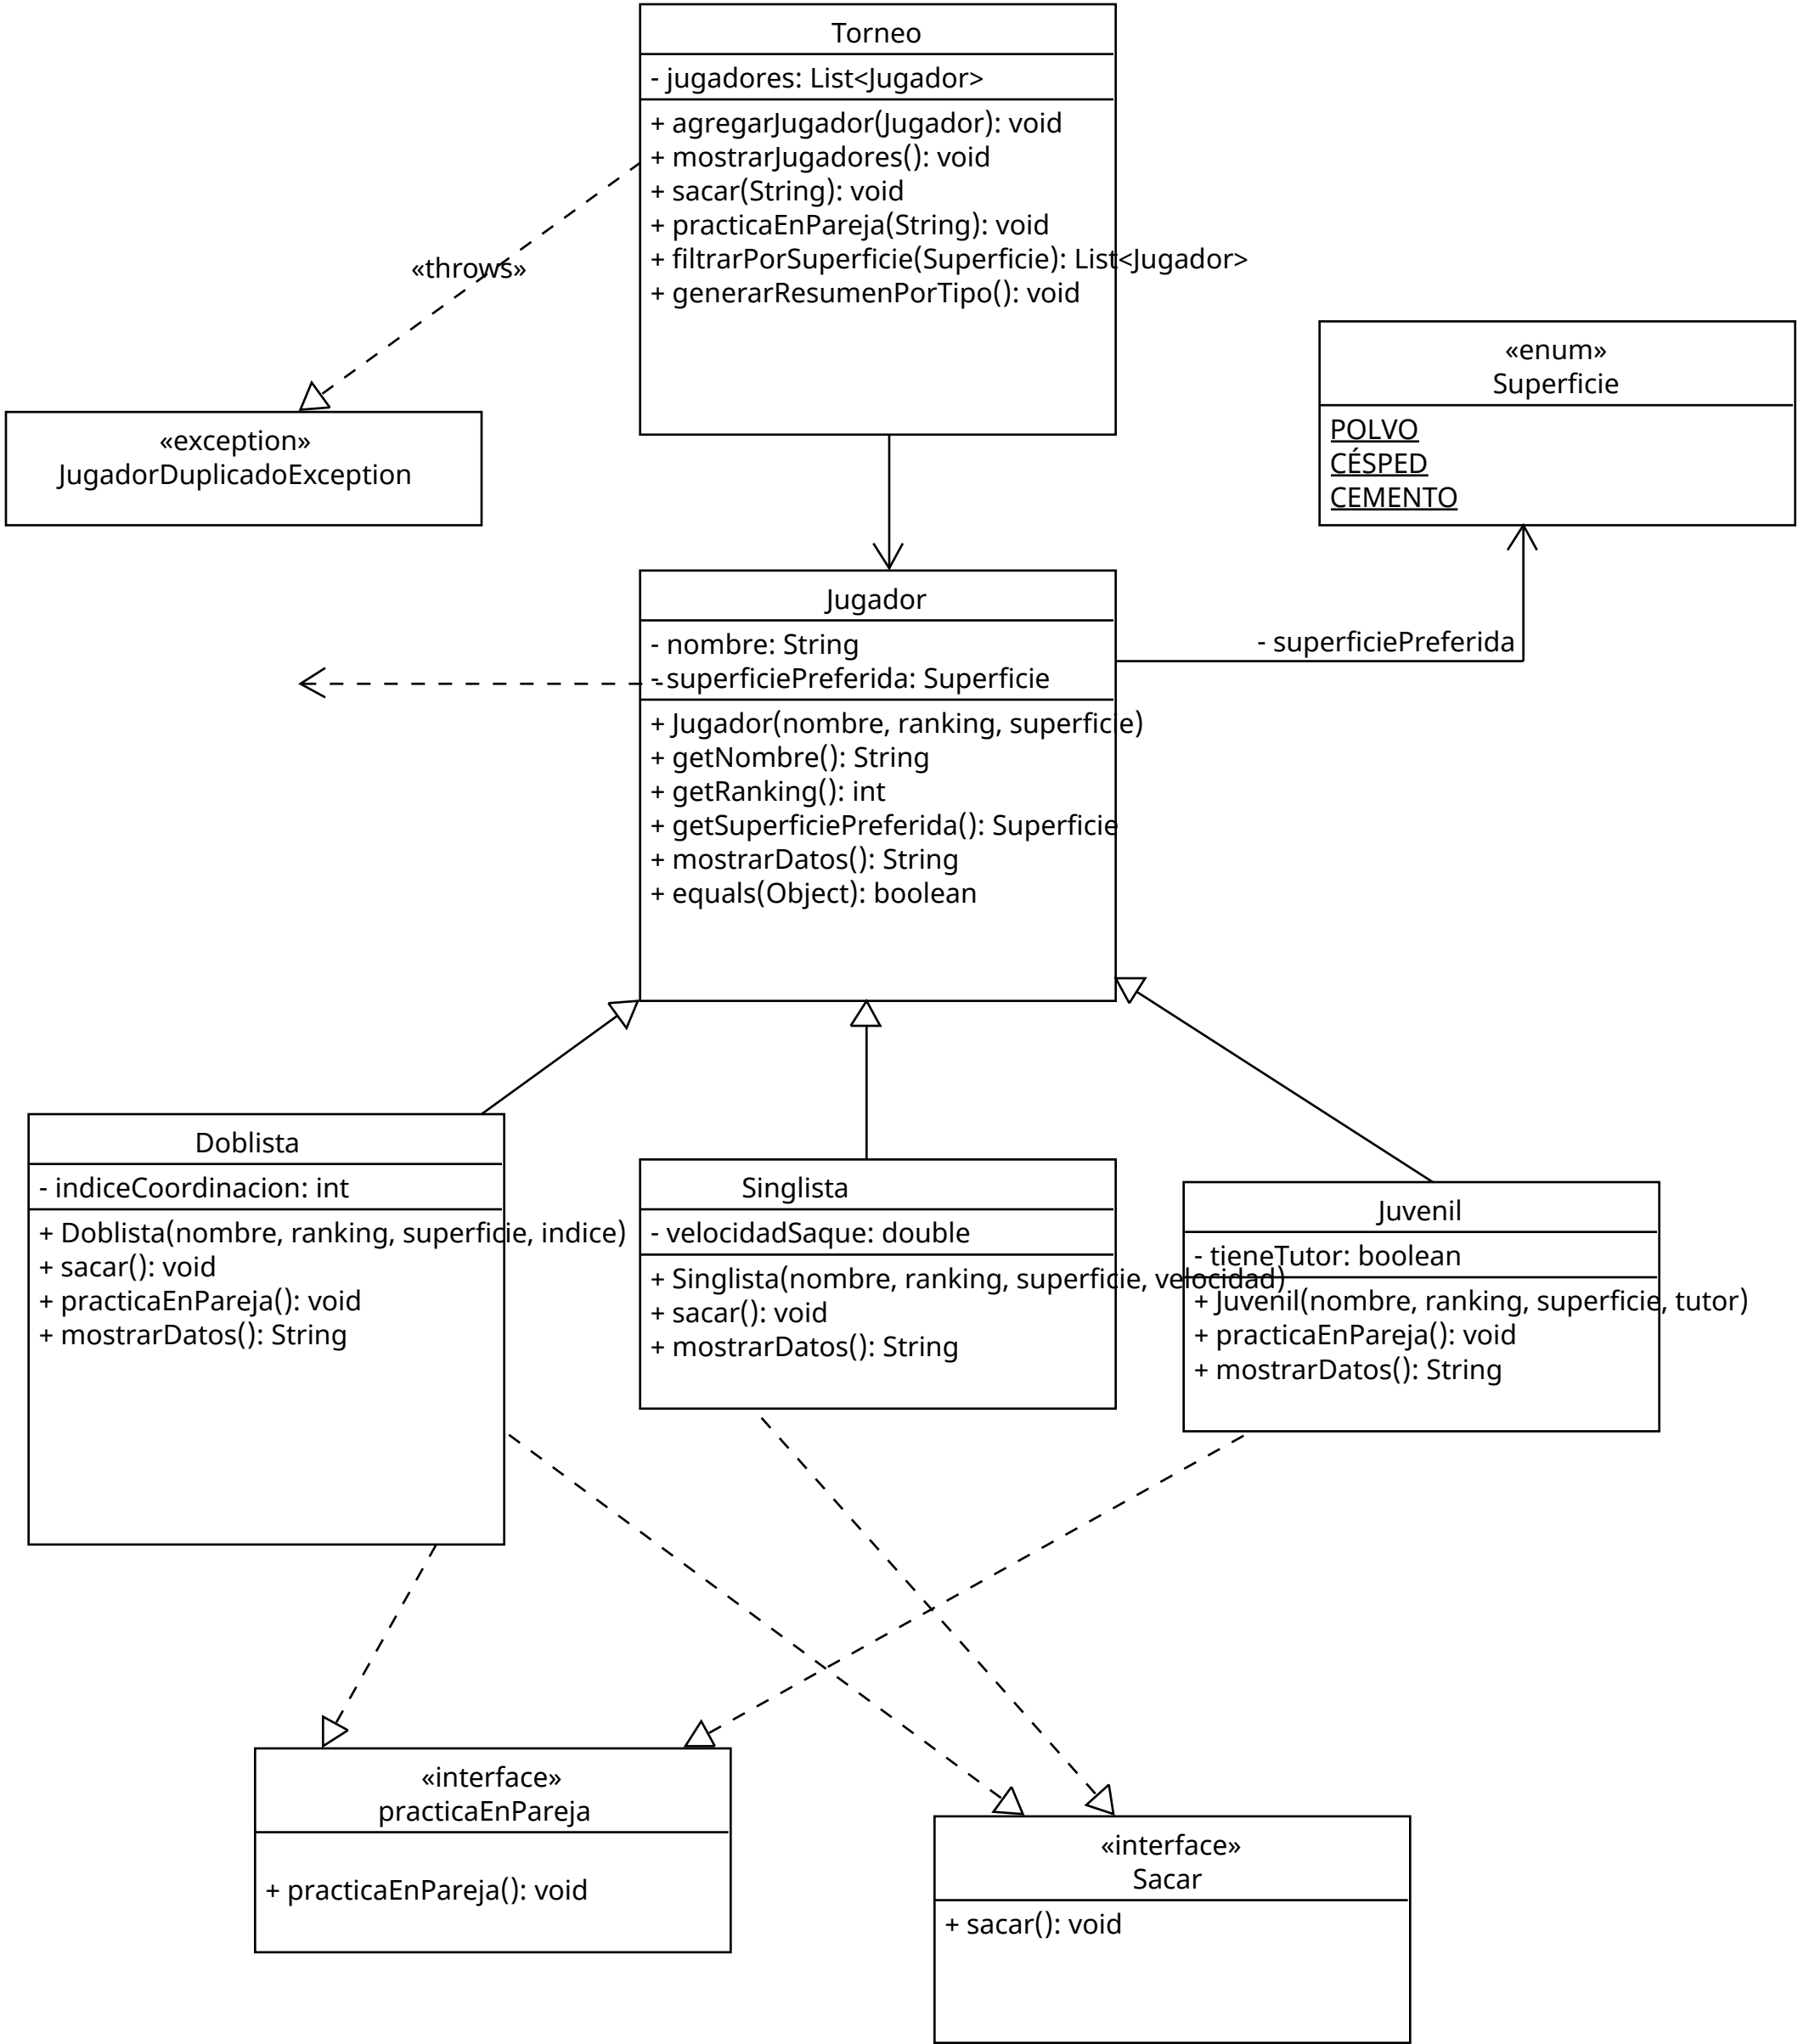 Torneo
- jugadores: List<Jugador>
+ agregarJugador(Jugador): void
+ mostrarJugadores(): void
+ sacar(String): void
+ practicaEnPareja(String): void
+ filtrarPorSuperficie(Superficie): List<Jugador>
+ generarResumenPorTipo(): void
«throws»
«exception»
JugadorDuplicadoException
«enum»
Superficie
POLVO
CÉSPED
CEMENTO
Jugador
- nombre: String
- superficiePreferida: Superficie
+ Jugador(nombre, ranking, superficie)
+ getNombre(): String
+ getRanking(): int
+ getSuperficiePreferida(): Superficie
+ mostrarDatos(): String
+ equals(Object): boolean
- superficiePreferida
Doblista
- indiceCoordinacion: int
+ Doblista(nombre, ranking, superficie, indice)
+ sacar(): void
+ practicaEnPareja(): void
+ mostrarDatos(): String
Singlista
- velocidadSaque: double
+ Singlista(nombre, ranking, superficie, velocidad)
+ sacar(): void
+ mostrarDatos(): String
Juvenil
- tieneTutor: boolean
+ Juvenil(nombre, ranking, superficie, tutor)
+ practicaEnPareja(): void
+ mostrarDatos(): String
«interface»
practicaEnPareja
+ practicaEnPareja(): void
«interface»
Sacar
+ sacar(): void